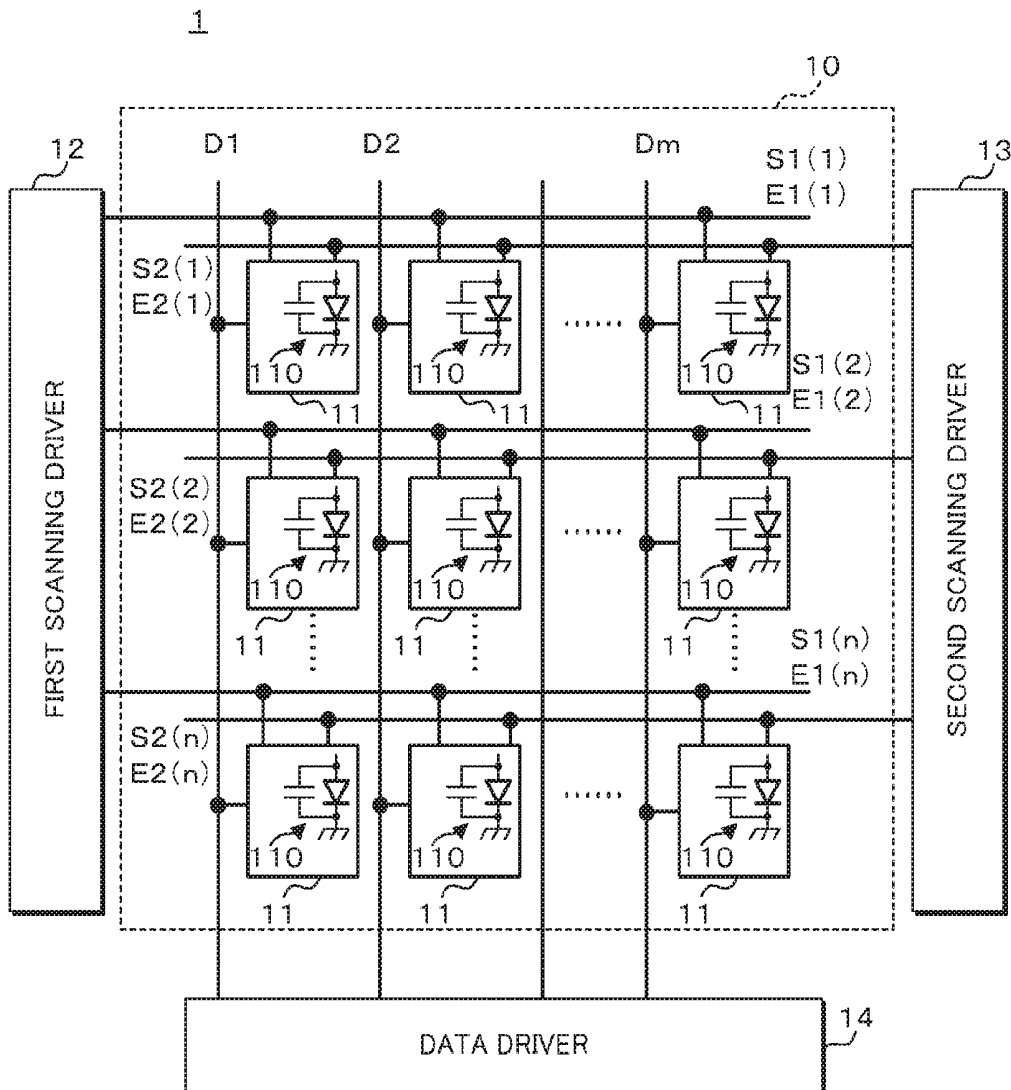 1
10
12
D1 D2 Dm
S1(1)
E1(1)
13
S2(1)
E2(1)
110 110 ...... 110
S1(2)
E1(2)
11 11 11
S2(2)
E2(2)
110 110 ...... 110
11 11 11
S1(n)
E1(n)
S2(n)
E2(n)
110 110 ...... 110
11 11 11
FIRST SCANNING DRIVER
SECOND SCANNING DRIVER
DATA DRIVER
14